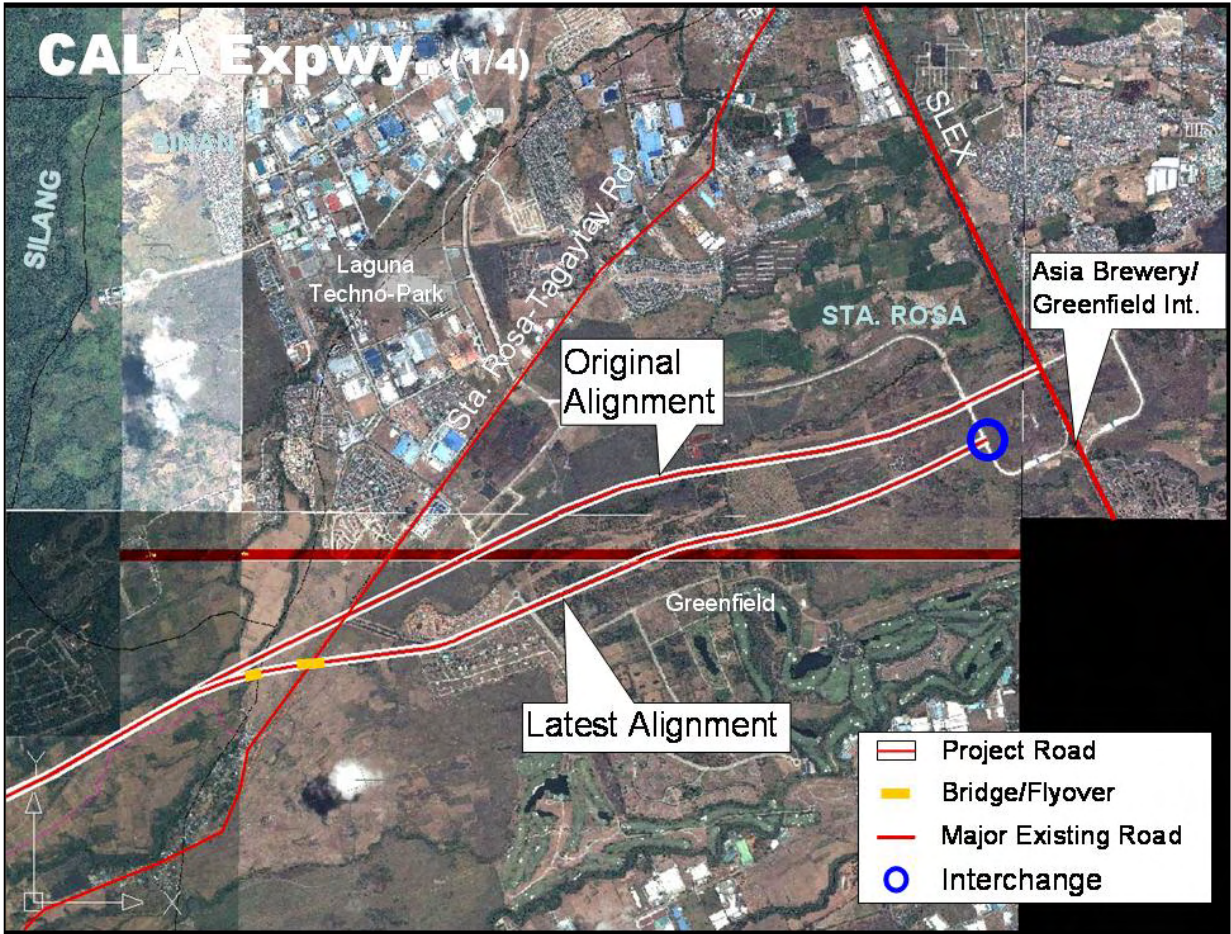 CALA Expwy. (1/4)
BINAN
SILANG
SLEX
Sta. Rosa-Tagaytay Rd
Laguna
Techno-Park
Asia Brewery/
Greenfield Int.
STA. ROSA
Original
Alignment
Greenfield
Latest Alignment
Project Road
Bridge/Flyover
Major Existing Road
Interchange
Y
X